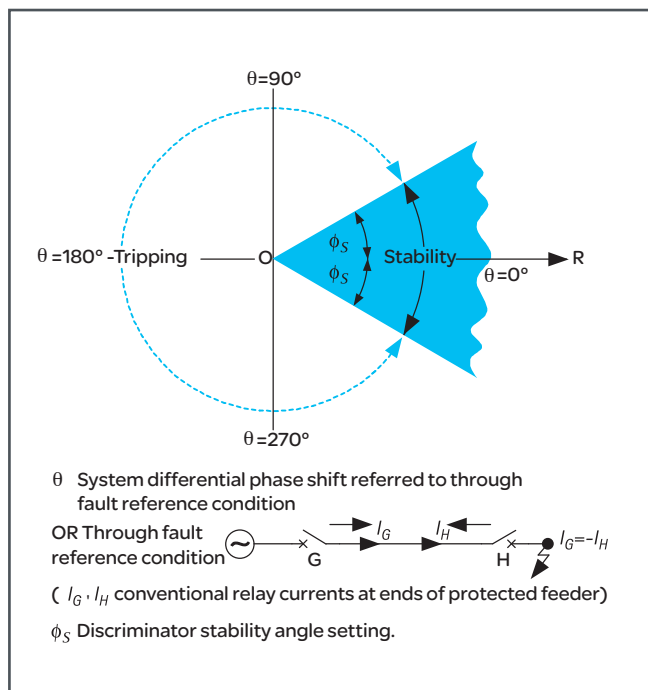 θ=90°
ϕS
θ=180° -Tripping
O
Stability
R
ϕS
θ=0°
θ=270°
θ System differential phase shift referred to through
fault reference condition
OR Through fault
reference condition
IG
IH
IG=-IH
G
H
( IG , IH conventional relay currents at ends of protected feeder)
ϕS Discriminator stability angle setting.